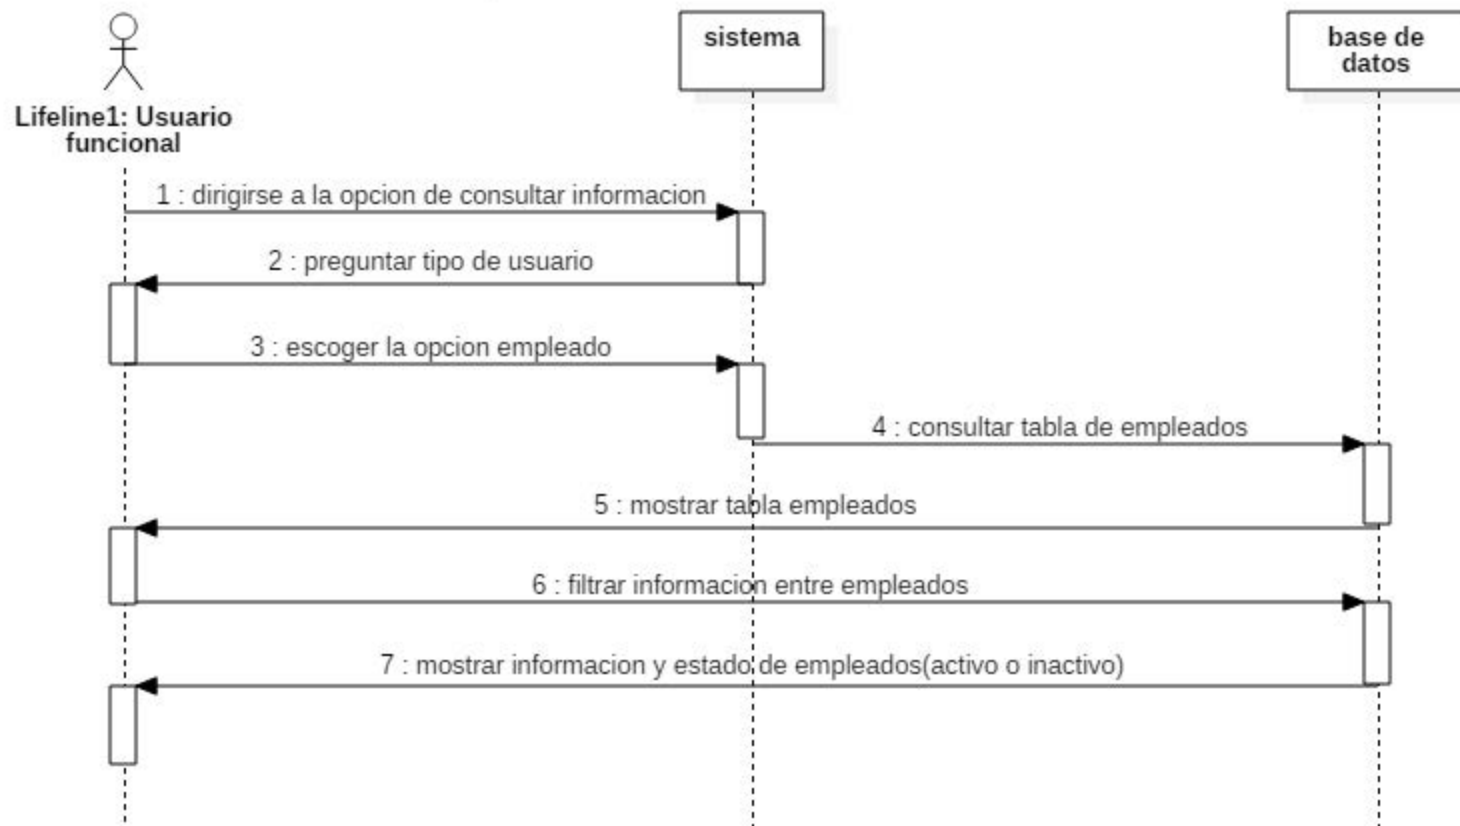 sistema
base de
datos
Lifeline1: Usuario
funcional
1 : dirigirse a la opcion de consultar informacion
2 : preguntar tipo de usuario
3 : escoger la opcion empleado
4 : consultar tabla de empleados
5 : mostrar tabla empleados
6 : filtrar informacion entre empleados
7 : mostrar informacion y estado de empleados(activo o inactivo)